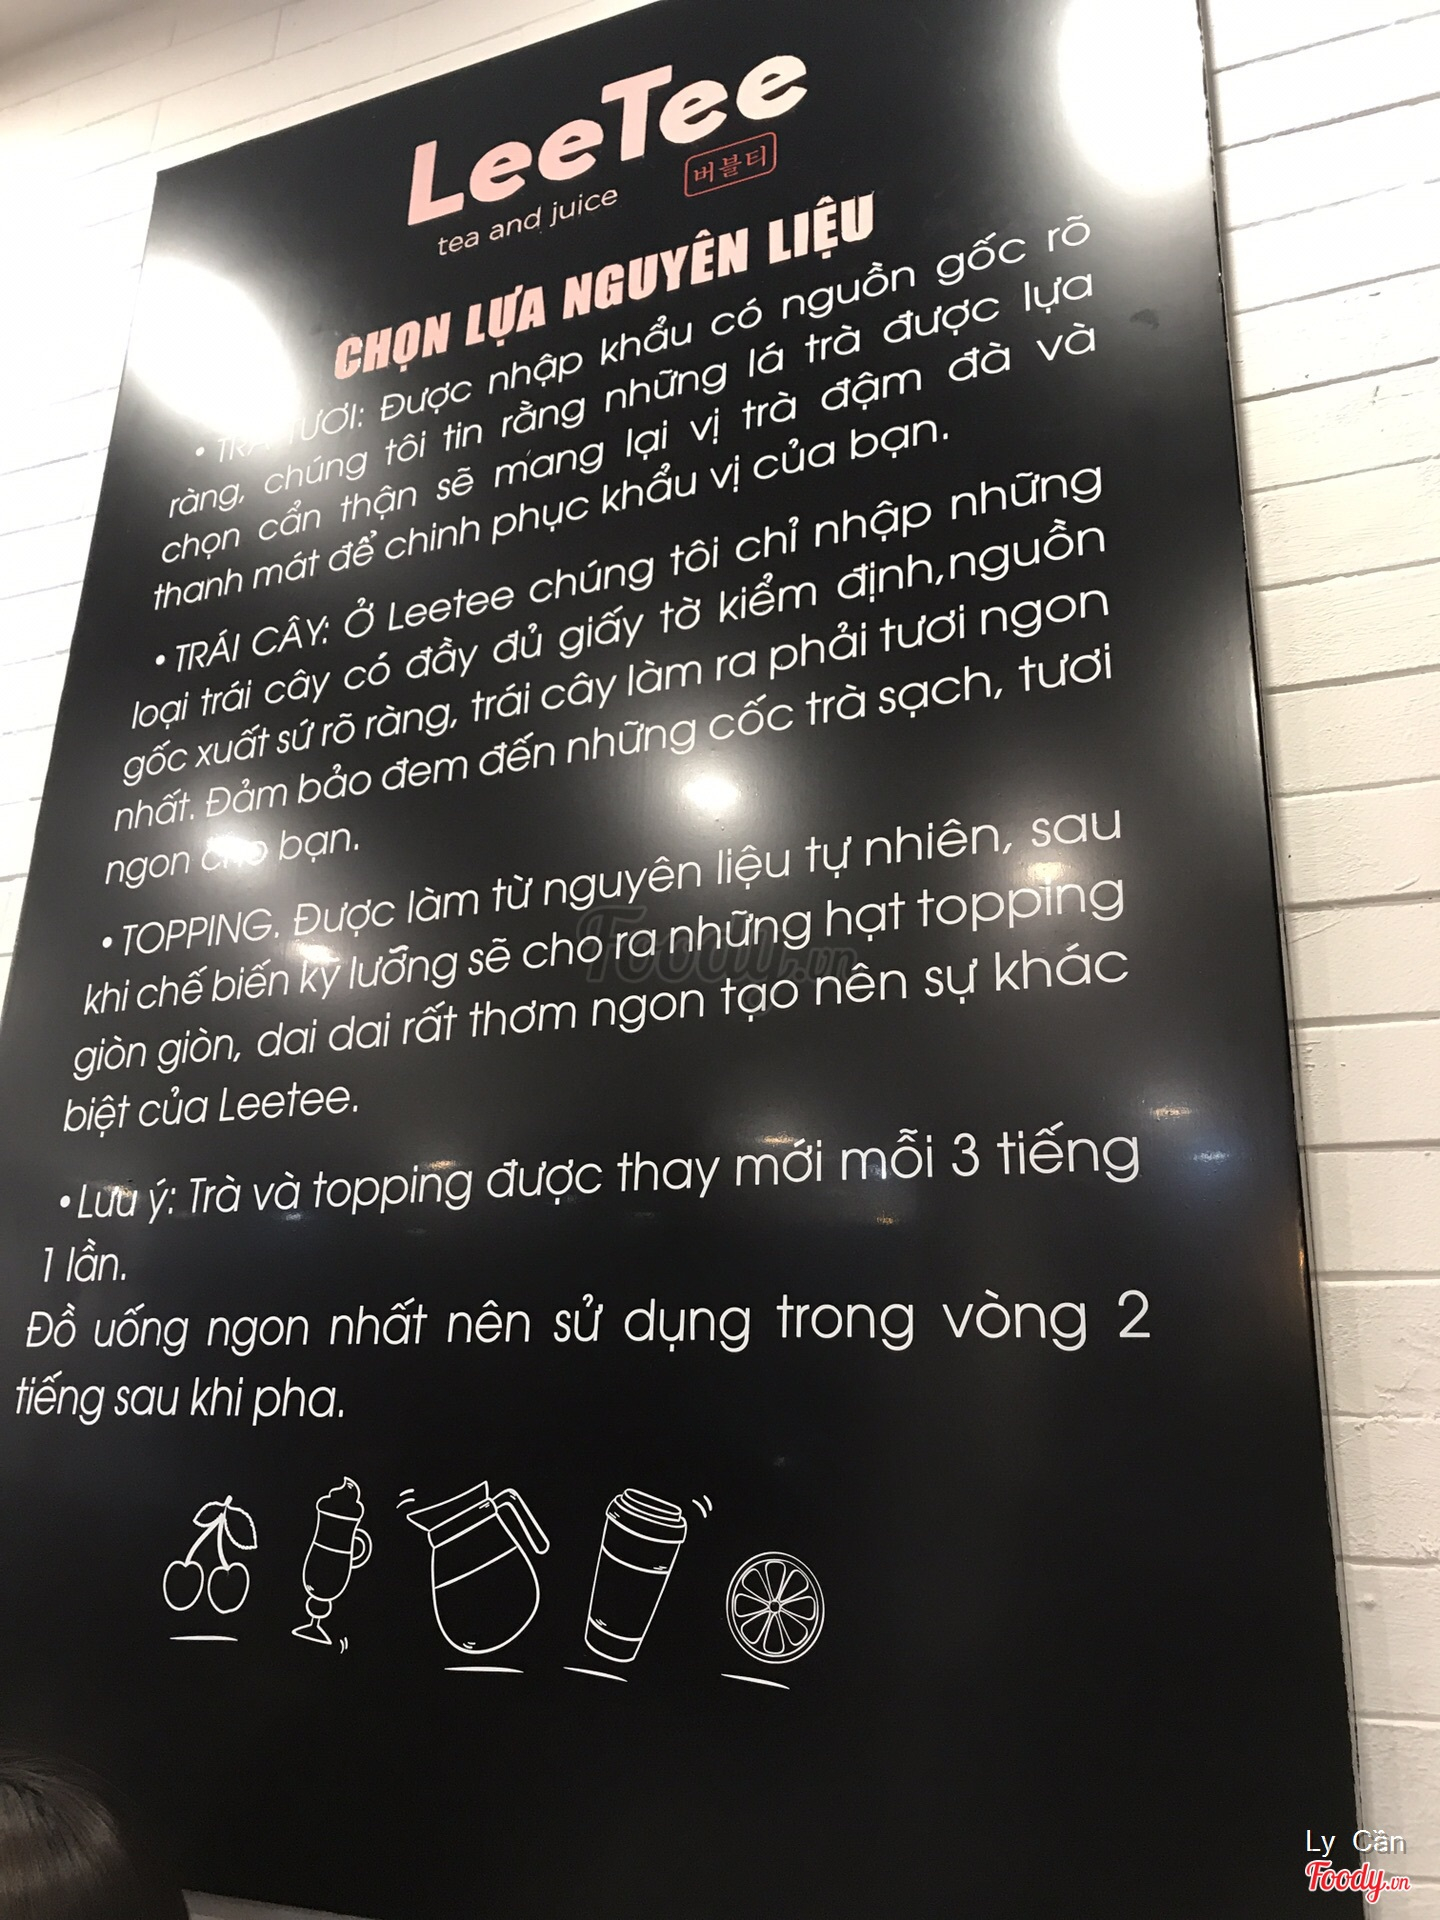 LeeTee
tea and juice
버블티
CHỌN LỰA NGUYÊN LIỆU
• TRÀ TƯƠI: Được nhập khẩu có nguồn gốc rõ
ràng, chúng tôi tin rằng những lá trà được lựa
chọn cẩn thận sẽ mang lại vị trà đậm đà và
thanh mát để chinh phục khẩu vị của bạn.
• TRÁI CÂY: Ở Leetee chúng tôi chỉ nhập những
loại trái cây có đầy đủ giấy tờ kiểm định,nguồn
gốc xuất sứ rõ ràng, trái cây làm ra phải tươi ngon
nhất. Đảm bảo đem đến những cốc trà sạch, tươi
ngon cho bạn.
• TOPPING. Được làm từ nguyên liệu tự nhiên, sau
khi chế biến kỹ lưỡng sẽ cho ra những hạt topping
giòn giòn, dai dai rất thơm ngon tạo nên sự khác
biệt của Leetee.
• Lưu ý: Trà và topping được thay mới mỗi 3 tiếng
1 lần.
Đồ uống ngon nhất nên sử dụng trong vòng 2
tiếng sau khi pha.
Foody.vn
Ly Cần
Foody.vn